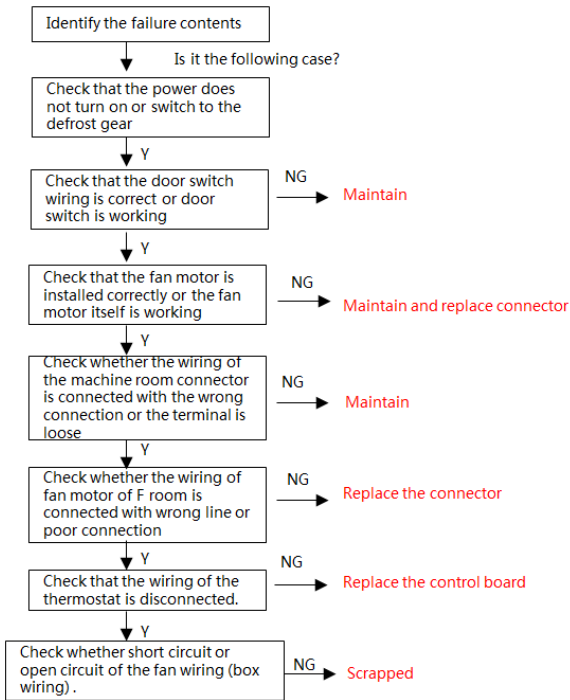 Identify the failure contents
Is it the following case?
Check that the power does
not turn on or switch to the
defrost gear
Y
Check that the door switch
wiring is correct or door
switch is working
NG
Maintain
Y
Check that the fan motor is
installed correctly or the fan
motor itself is working
NG
Maintain and replace connector
Y
Check whether the wiring of
the machine room connector
is connected with the wrong
connection or the terminal is
loose
NG
Maintain
Y
Check whether the wiring of
fan motor of F room is
connected with wrong line or
poor connection
NG
Replace the connector
Y
Check that the wiring of the
thermostat is disconnected.
NG
Replace the control board
Y
Check whether short circuit or
open circuit of the fan wiring (box
wiring) .
NG
Scrapped